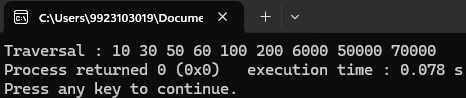 C:\Users\9923103019\Docume
Traversal : 10 30 50 60 100 200 6000 50000 70000
Process returned 0 (0x0)   execution time : 0.078 s
Press any key to continue.